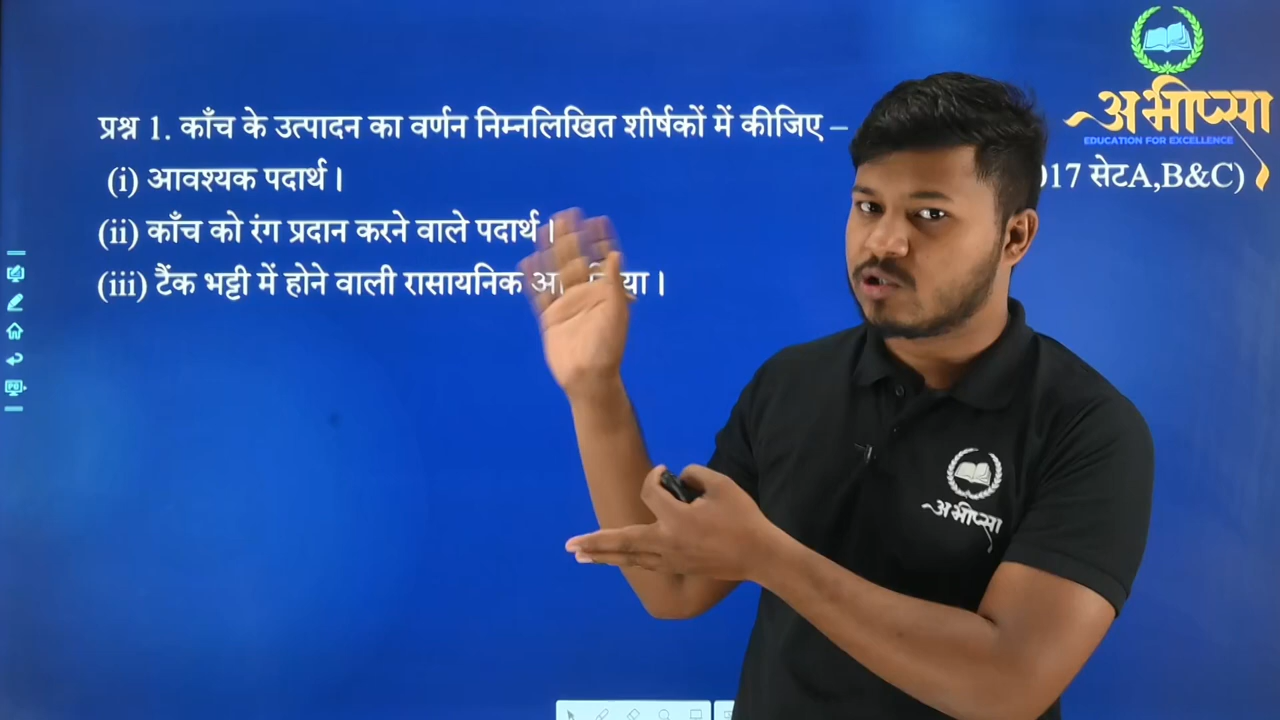 अभीप्सा
EDUCATION FOR EXCELLENCE
प्रश्न 1. काँच के उत्पादन का वर्णन निम्नलिखित शीर्षकों में कीजिए –
017 सेटA,B&C)
(i) आवश्यक पदार्थ।
(ii) काँच को रंग प्रदान करने वाले पदार्थ।
(iii) टैंक भट्टी में होने वाली रासायनिक
अभीप्सा